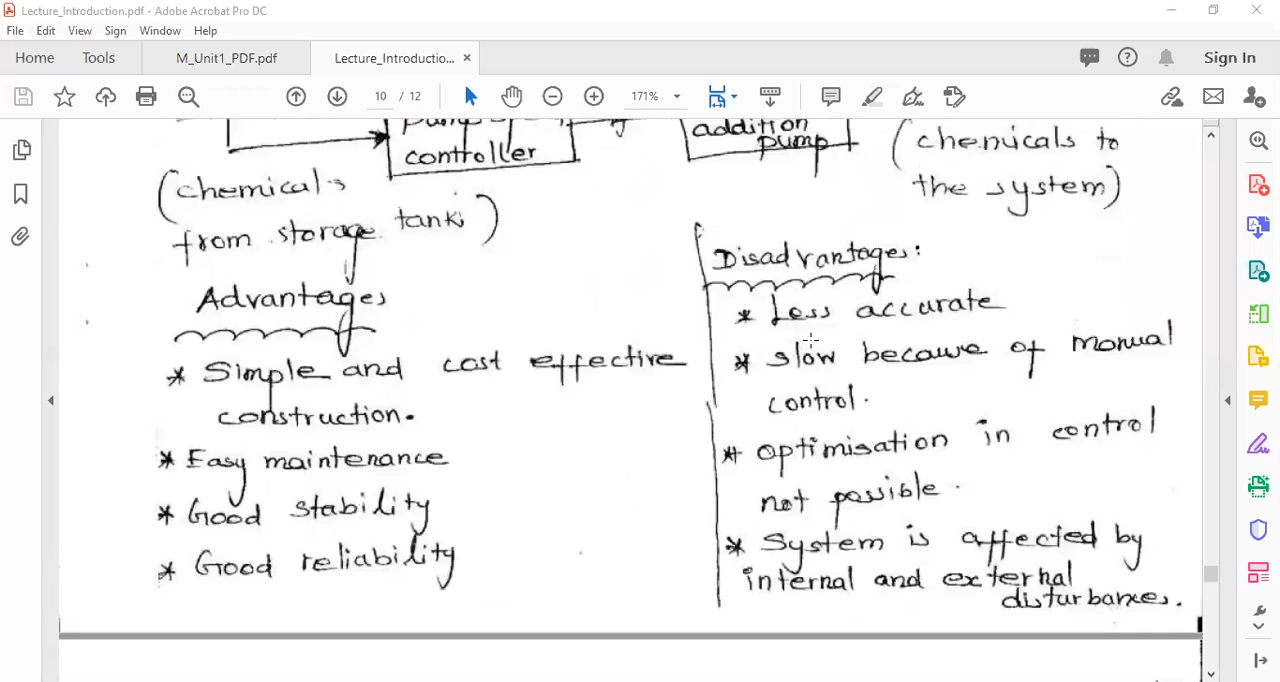 Lecture_Introduction.pdf - Adobe Acrobat Pro DC
File Edit View Sign Window Help
Home Tools M_Unit1_PDF.pdf Lecture_Introductio... × Sign In
10 / 12 171%
controller
addition
pump
(chemicals to
the system)
(chemicals
from storage tank)
Advantages
* Simple and cost effective
construction.
* Easy maintenance
* Good stability
* Good reliability
Disadvantages:
* Less accurate
* Slow because of manual
control.
* Optimisation in control
not possible.
* System is affected by
internal and external
disturbances.